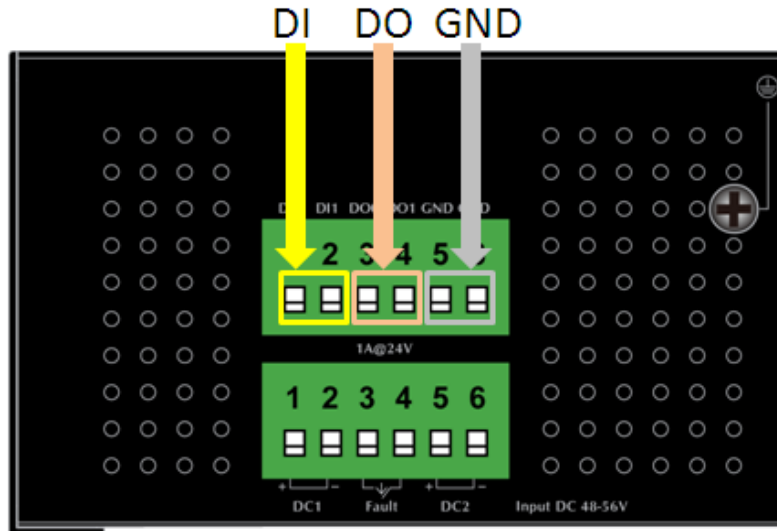 DI DO GND
DI1 GND
2 3 4 5
1A@24V
1 2 3 4 5 6
+ - + -
DC1 Fault DC2 Input DC 48-56V